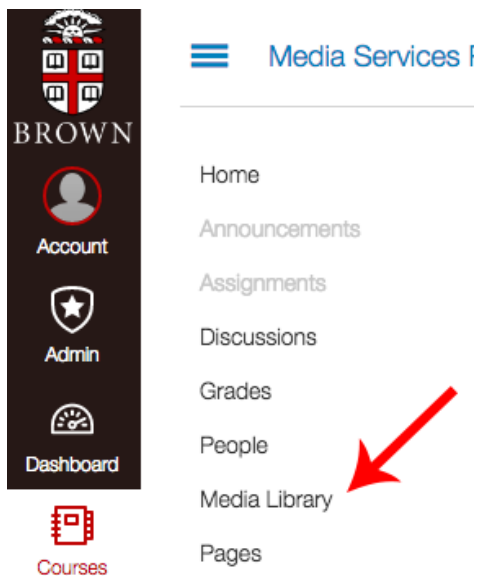 BROWN
Account
Admin
Dashboard
Courses
Media Services
Home
Announcements
Assignments
Discussions
Grades
People
Media Library
Pages